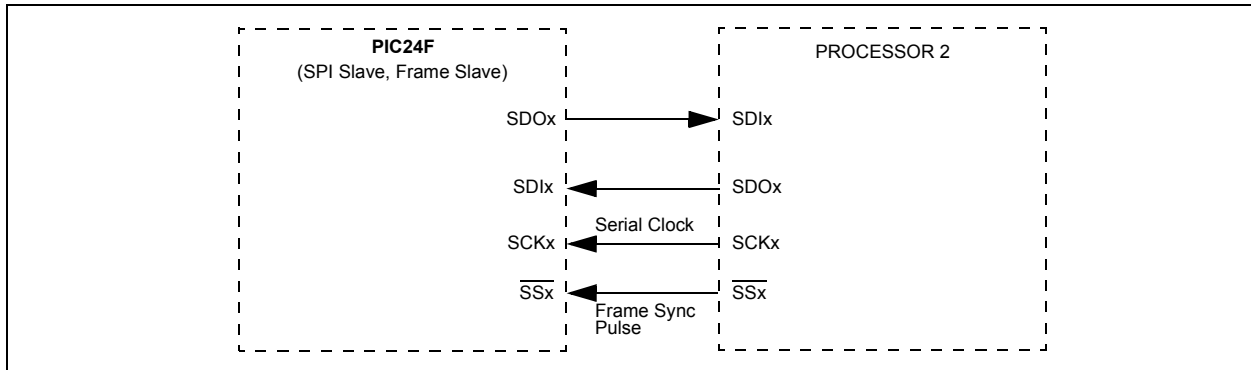 PIC24F
(SPI Slave, Frame Slave)
PROCESSOR 2
SDOx
SDIx
SDIx
SDOx
Serial Clock
SCKx
SCKx
SSx
SSx
Frame Sync
Pulse